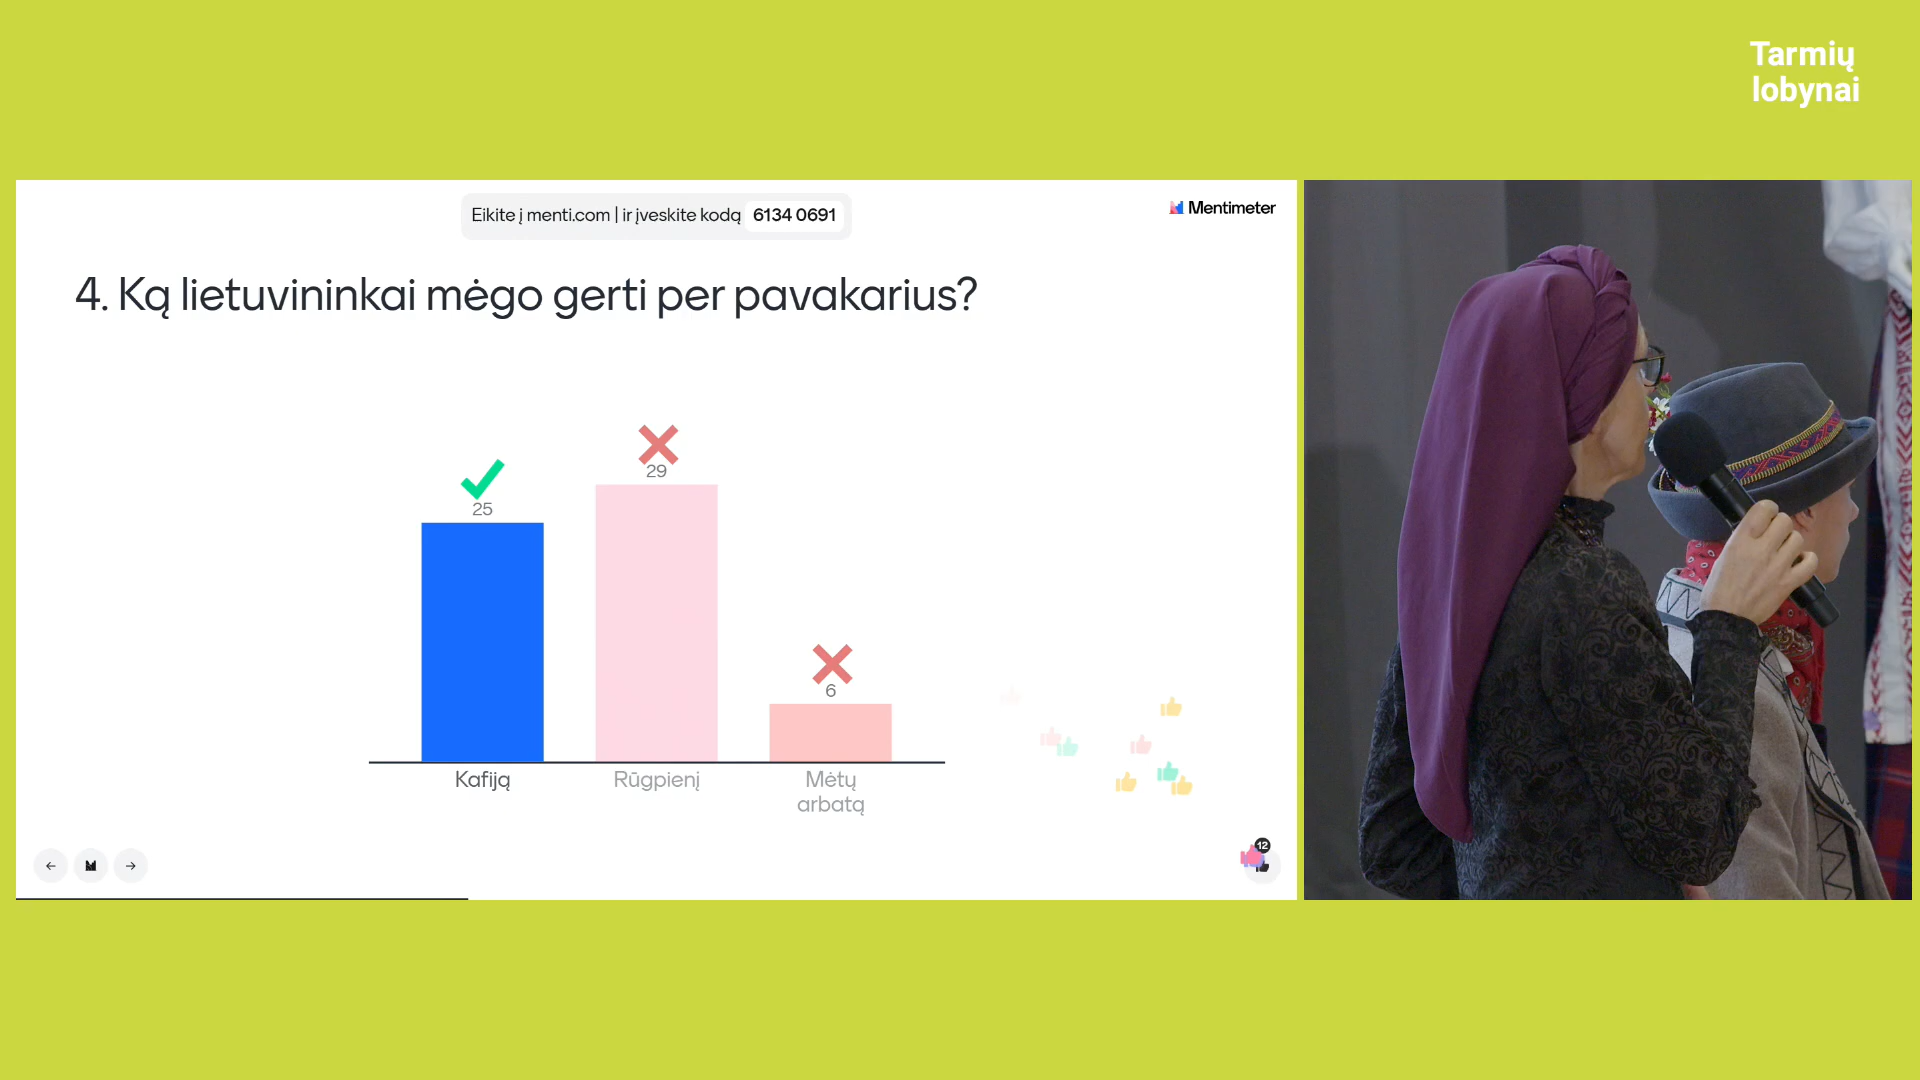 Tarmių
lobynai
Eikite į menti.com | ir įveskite kodą 6134 0691
Mentimeter
4. Ką lietuvininkai mėgo gerti per pavakarius?
25
29
6
Kafiją
Rūgpienį
Mėtų
arbatą
12